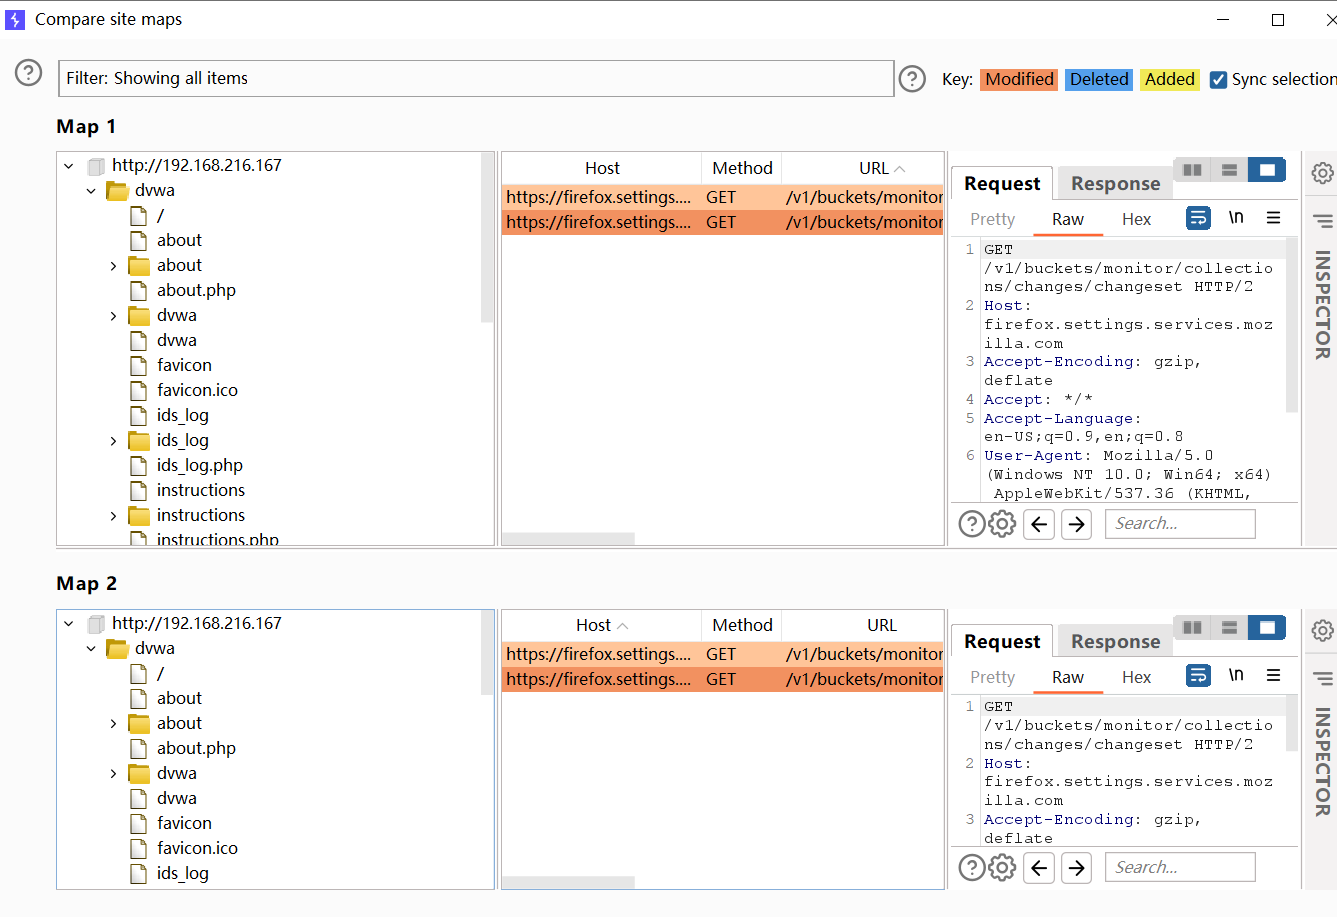 Compare site maps
Filter: Showing all items
Key: Modified Deleted Added Sync selection
Map 1
http://192.168.216.167
dvwa
/
about
about
about.php
dvwa
dvwa
favicon
favicon.ico
ids_log
ids_log
ids_log.php
instructions
instructions
instructions.php
Host Method URL
https://firefox.settings.... GET /v1/buckets/monitor
https://firefox.settings.... GET /v1/buckets/monitor
Request Response
Pretty Raw Hex \n
1 GET
/v1/buckets/monitor/collectio
ns/changes/changeset HTTP/2
2 Host:
firefox.settings.services.moz
illa.com
3 Accept-Encoding: gzip,
deflate
4 Accept: */*
5 Accept-Language:
en-US;q=0.9,en;q=0.8
6 User-Agent: Mozilla/5.0
(Windows NT 10.0; Win64; x64)
AppleWebKit/537.36 (KHTML,
Search...
INSPECTOR
Map 2
http://192.168.216.167
dvwa
/
about
about
about.php
dvwa
dvwa
favicon
favicon.ico
ids_log
Host Method URL
https://firefox.settings.... GET /v1/buckets/monitor
https://firefox.settings.... GET /v1/buckets/monitor
Request Response
Pretty Raw Hex \n
1 GET
/v1/buckets/monitor/collectio
ns/changes/changeset HTTP/2
2 Host:
firefox.settings.services.moz
illa.com
3 Accept-Encoding: gzip,
deflate
Search...
INSPECTOR